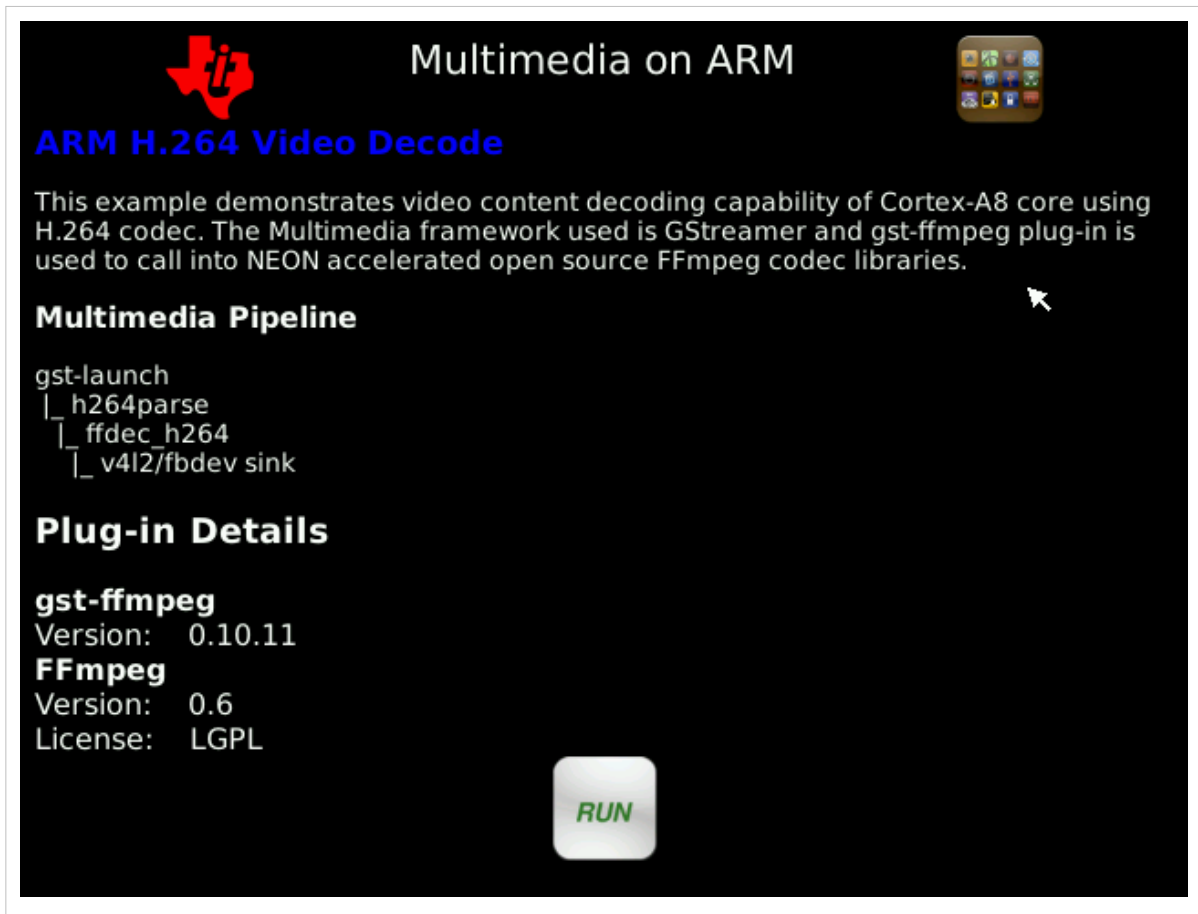 Multimedia on ARM
ARM H.264 Video Decode
This example demonstrates video content decoding capability of Cortex-A8 core using
H.264 codec. The Multimedia framework used is GStreamer and gst-ffmpeg plug-in is
used to call into NEON accelerated open source FFmpeg codec libraries.
Multimedia Pipeline
gst-launch
|_ h264parse
|_ ffdec_h264
|_ v4l2/fbdev sink
Plug-in Details
gst-ffmpeg
Version: 0.10.11
FFmpeg
Version: 0.6
License: LGPL
RUN